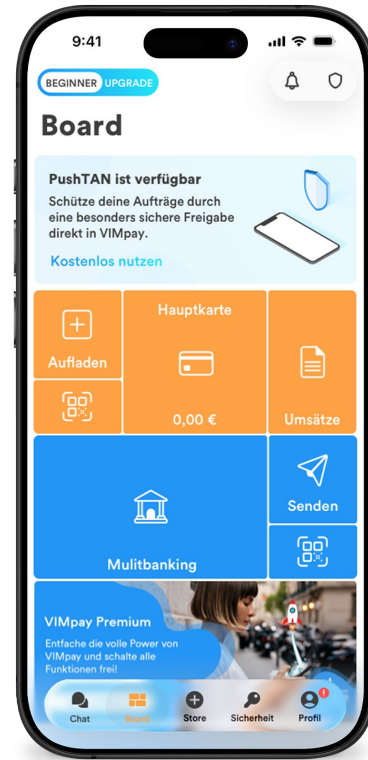 9:41
BEGINNER UPGRADE
Board
PushTAN ist verfügbar
Schütze deine Aufträge durch
eine besonders sichere Freigabe
direkt in VIMpay.
Kostenlos nutzen
Hauptkarte
Aufladen
0,00 €
Umsätze
Senden
Mulitbanking
VIMpay Premium
Entfache die volle Power von
VIMpay und schalte alle
Funktionen frei!
Chat
Board
Store
Sicherheit
Profil